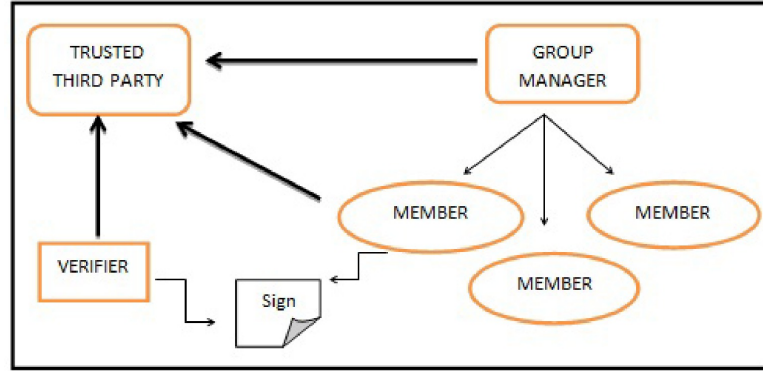 TRUSTED
THIRD PARTY
GROUP
MANAGER
MEMBER
MEMBER
MEMBER
VERIFIER
Sign